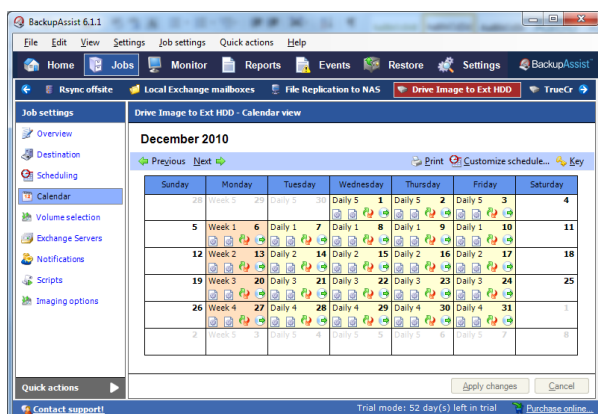 BackupAssist 6.1.1
File Edit View Settings Job settings Quick actions Help
Home Jobs Monitor Reports Events Restore Settings BackupAssist
Rsync offsite Local Exchange mailboxes File Replication to NAS Drive Image to Ext HDD TrueCr
Job settings
Overview
Destination
Scheduling
Calendar
Volume selection
Exchange Servers
Notifications
Scripts
Imaging options
Quick actions
Drive Image to Ext HDD - Calendar view
December 2010
Previous Next Print Customize schedule... Key
Sunday Monday Tuesday Wednesday Thursday Friday Saturday
28 Week 5 29 Daily 5 30 Daily 5 1 Daily 5 2 Daily 5 3 4
5 Week 1 6 Daily 1 7 Daily 1 8 Daily 1 9 Daily 1 10 11
12 Week 2 13 Daily 2 14 Daily 2 15 Daily 2 16 Daily 2 17 18
19 Week 3 20 Daily 3 21 Daily 3 22 Daily 3 23 Daily 3 24 25
26 Week 4 27 Daily 4 28 Daily 4 29 Daily 4 30 Daily 4 31 1
2 Week 5 3 Daily 5 4 Daily 5 5 Daily 5 6 Daily 5 7 8
Apply changes Cancel
Contact support! Trial mode: 52 day(s) left in trial Purchase online...